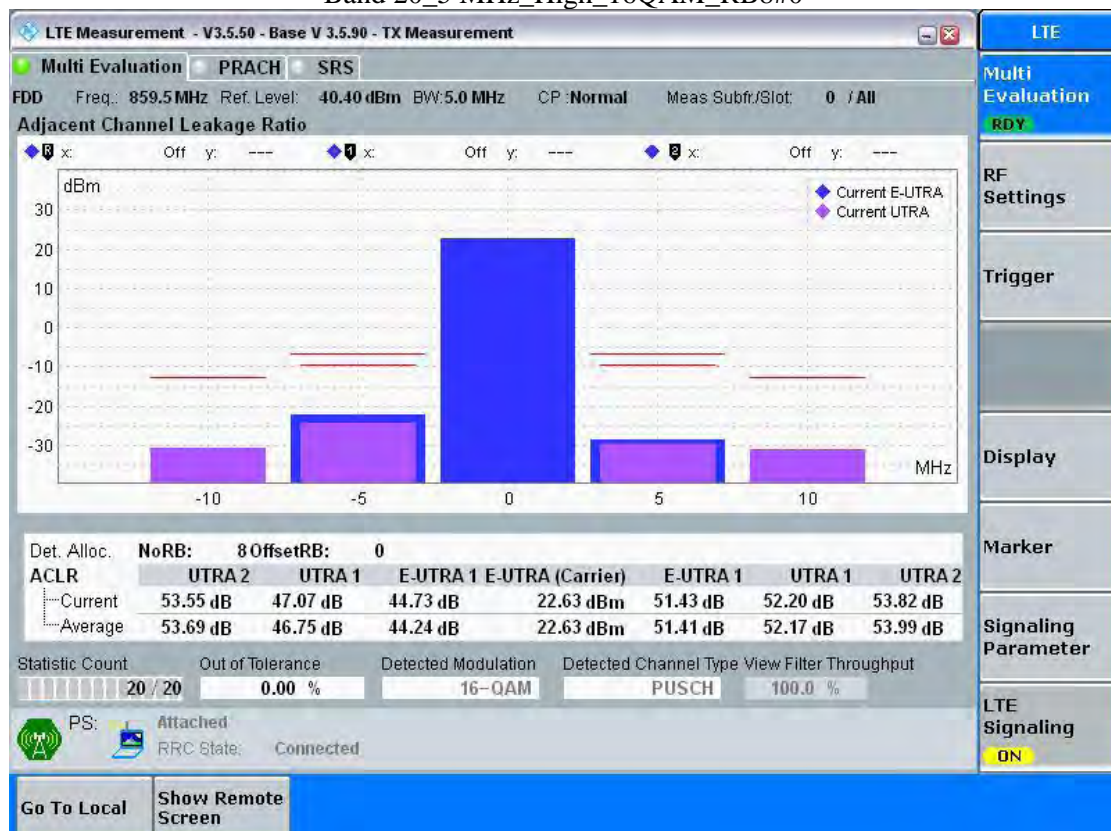 LTE Measurement - V3.5.50 - Base V 3.5.90 - TX Measurement
LTE
Multi Evaluation PRACH SRS
Multi
Evaluation
RDY
FDD Freq.: 859.5 MHz Ref. Level: 40.40 dBm BW: 5.0 MHz CP :Normal Meas Subfr./Slot: 0 / All
Adjacent Channel Leakage Ratio
R x: Off y: --- 1 x: Off y: --- 2 x: Off y: ---
dBm
Current E-UTRA
Current UTRA
30
20
10
0
-10
-20
-30
MHz
-10 -5 0 5 10
RF
Settings
Trigger
Display
Marker
Signaling
Parameter
LTE
Signaling
ON
Det. Alloc. NoRB: 8 OffsetRB: 0
ACLR UTRA 2 UTRA 1 E-UTRA 1 E-UTRA (Carrier) E-UTRA 1 UTRA 1 UTRA 2
Current 53.55 dB 47.07 dB 44.73 dB 22.63 dBm 51.43 dB 52.20 dB 53.82 dB
Average 53.69 dB 46.75 dB 44.24 dB 22.63 dBm 51.41 dB 52.17 dB 53.99 dB
Statistic Count Out of Tolerance Detected Modulation Detected Channel Type View Filter Throughput
20 / 20 0.00 % 16-QAM PUSCH 100.0 %
PS: Attached
RRC State: Connected
Go To Local
Show Remote
Screen